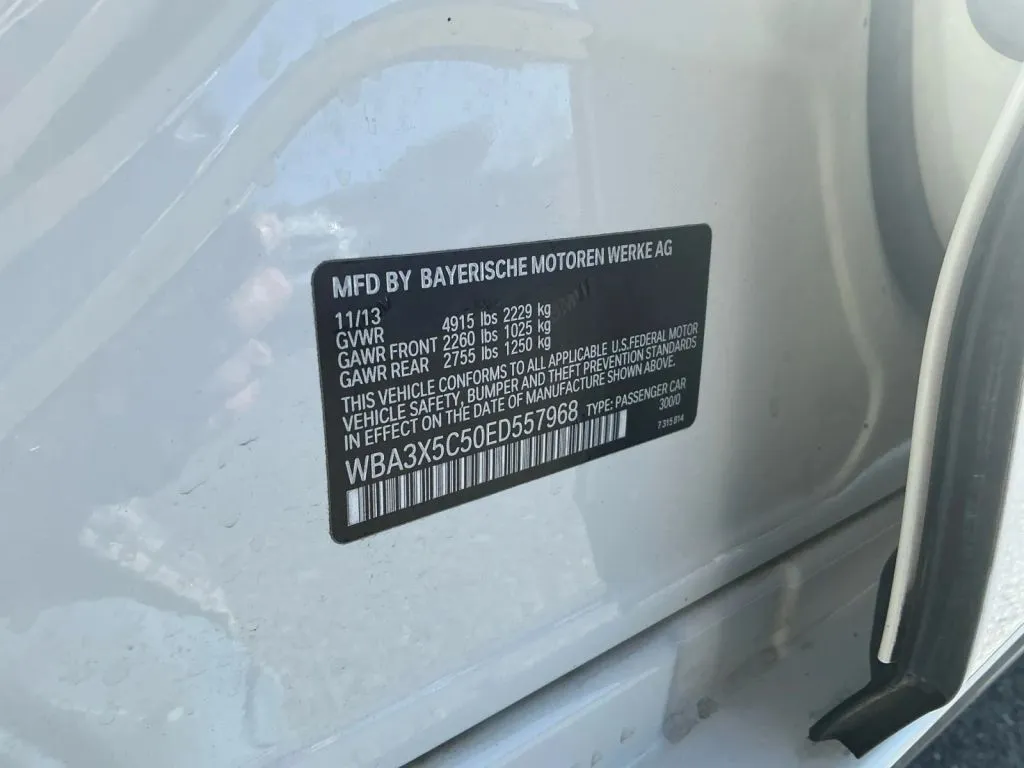 MFD BY BAYERISCHE MOTOREN WERKE AG
11/13
GVWR 4915 lbs 2229 kg
GAWR FRONT 2260 lbs 1025 kg
GAWR REAR 2755 lbs 1250 kg
THIS VEHICLE CONFORMS TO ALL APPLICABLE U.S.FEDERAL MOTOR
VEHICLE SAFETY, BUMPER AND THEFT PREVENTION STANDARDS
IN EFFECT ON THE DATE OF MANUFACTURE SHOWN ABOVE.
WBA3X5C50ED557968 TYPE: PASSENGER CAR
300/0
7 315 814